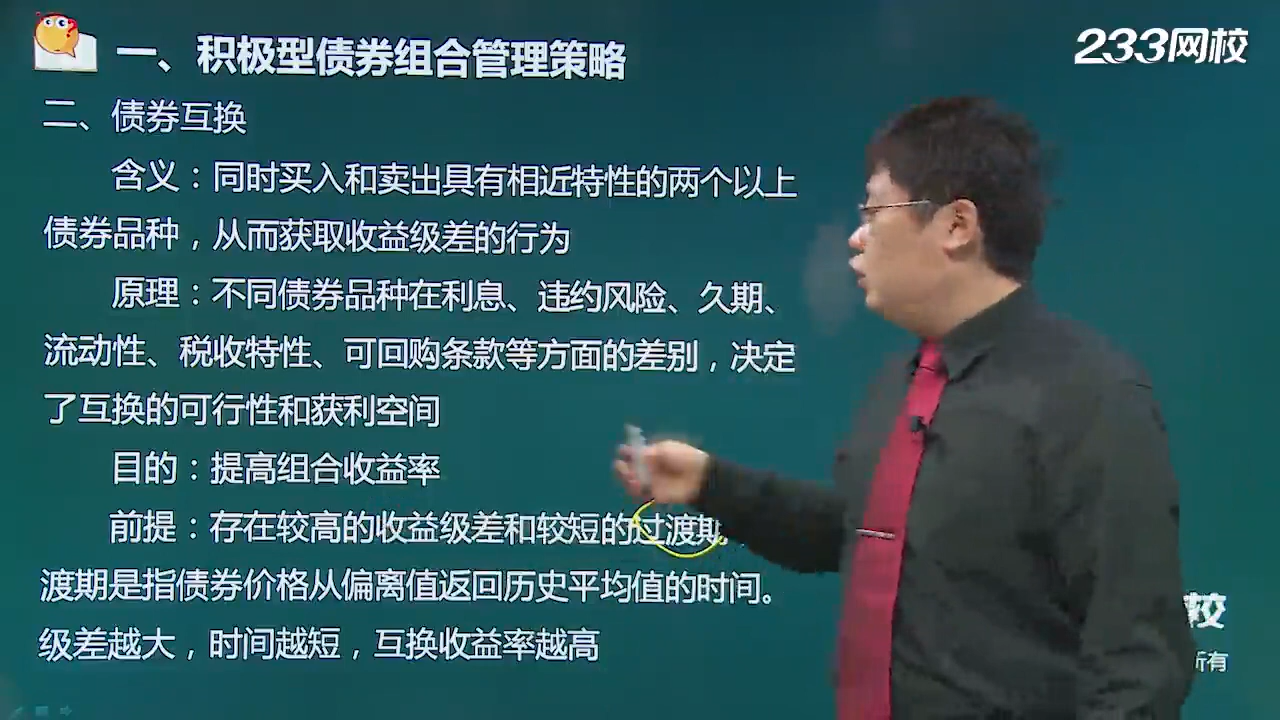 233网校
一、积极型债券组合管理策略
二、债券互换
含义：同时买入和卖出具有相近特性的两个以上
债券品种，从而获取收益级差的行为
原理：不同债券品种在利息、违约风险、久期、
流动性、税收特性、可回购条款等方面的差别，决定
了互换的可行性和获利空间
目的：提高组合收益率
前提：存在较高的收益级差和较短的过渡期
渡期是指债券价格从偏离值返回历史平均值的时间。
级差越大，时间越短，互换收益率越高
校
所有